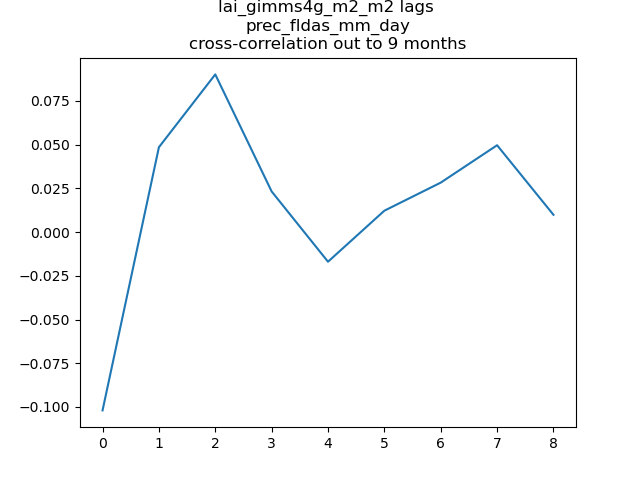 lai_gimms4g_m2_m2 lags
prec_fldas_mm_day
cross-correlation out to 9 months
0.075
0.050
0.025
0.000
−0.025
−0.050
−0.075
−0.100
0 1 2 3 4 5 6 7 8